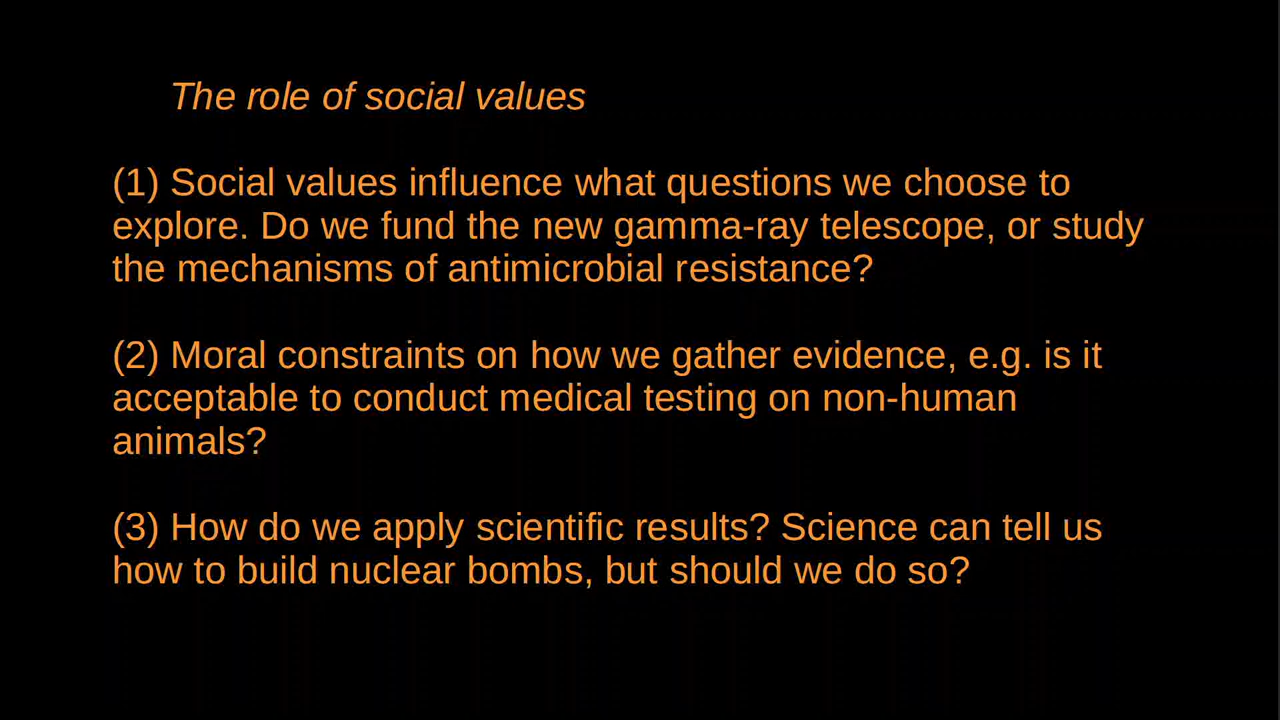 The role of social values
(1) Social values influence what questions we choose to
explore. Do we fund the new gamma-ray telescope, or study
the mechanisms of antimicrobial resistance?
(2) Moral constraints on how we gather evidence, e.g. is it
acceptable to conduct medical testing on non-human
animals?
(3) How do we apply scientific results? Science can tell us
how to build nuclear bombs, but should we do so?